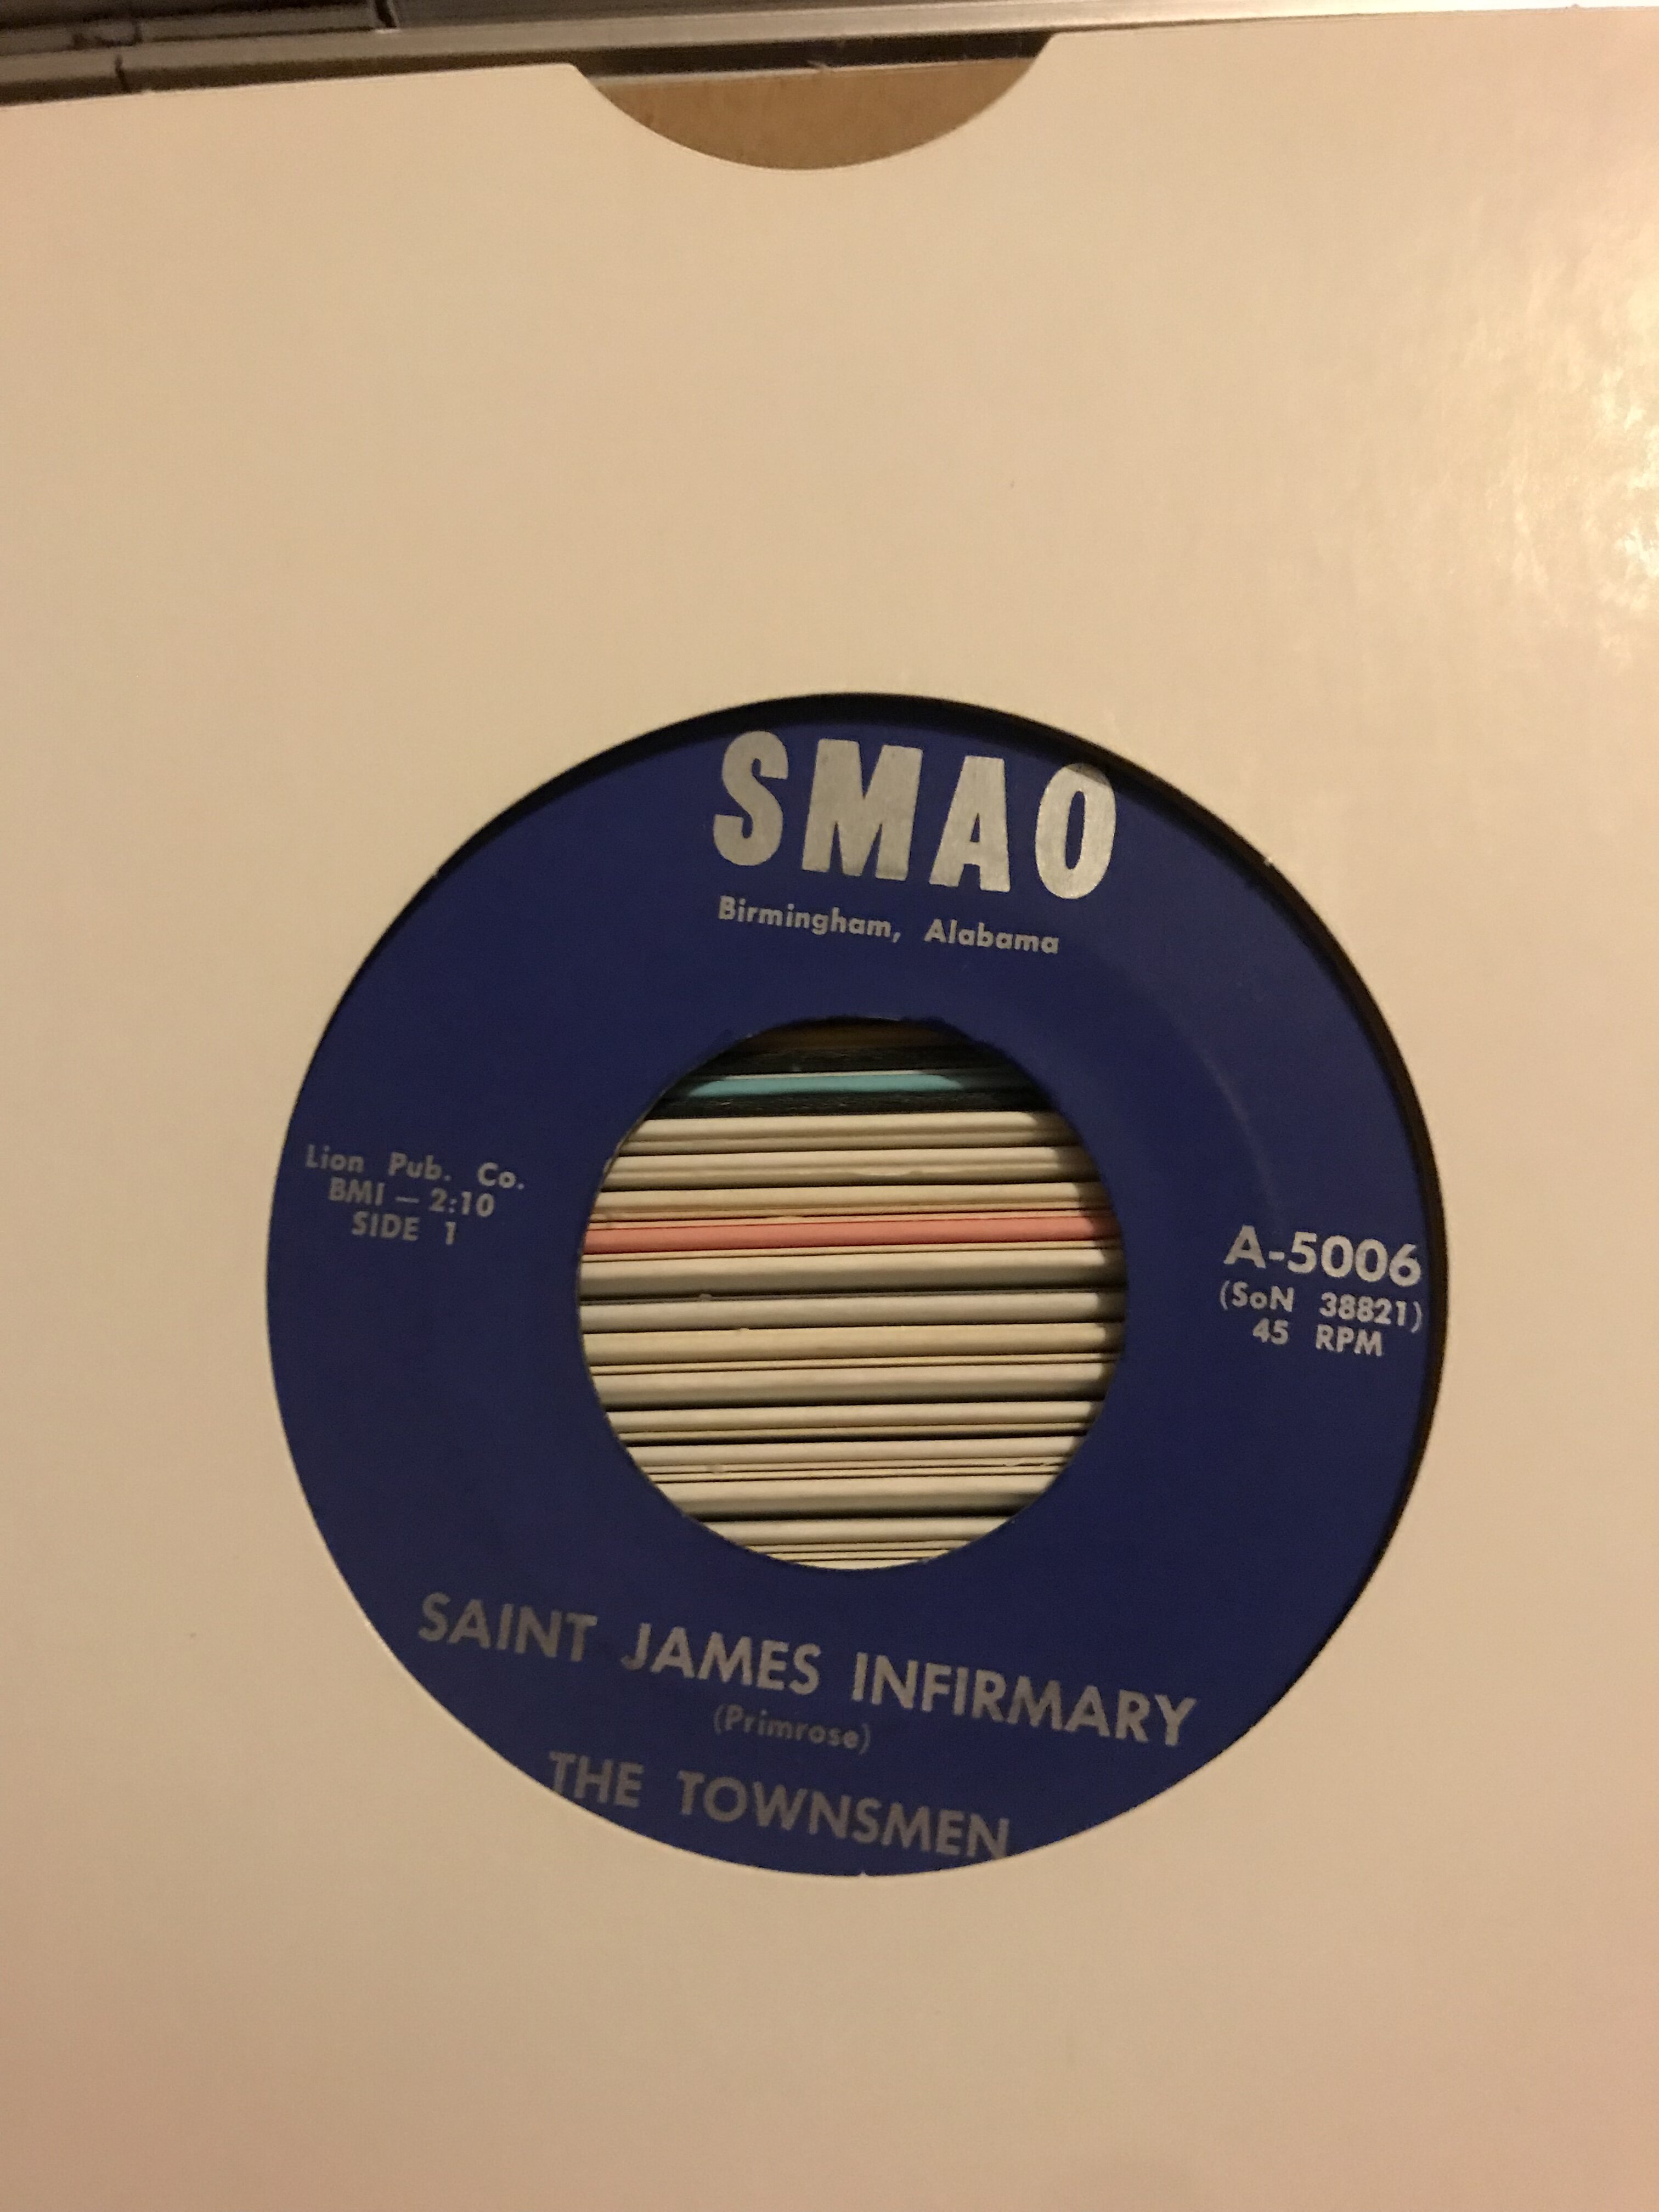 SMAO
Birmingham, Alabama
Lion Pub. Co.
BMI — 2:10
SIDE 1
A-5006
(SoN 38821)
45 RPM
SAINT JAMES INFIRMARY
(Primrose)
THE TOWNSMEN